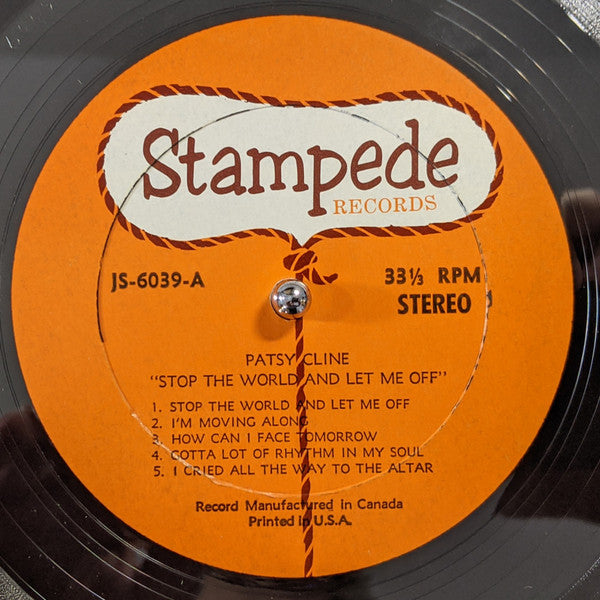 Stampede
RECORDS
JS-6039-A
33⅓ RPM
STEREO
PATSY CLINE
"STOP THE WORLD AND LET ME OFF"
1. STOP THE WORLD AND LET ME OFF
2. I'M MOVING ALONG
3. HOW CAN I FACE TOMORROW
4. GOTTA LOT OF RHYTHM IN MY SOUL
5. I CRIED ALL THE WAY TO THE ALTAR
Record Manufactured in Canada
Printed in U.S.A.